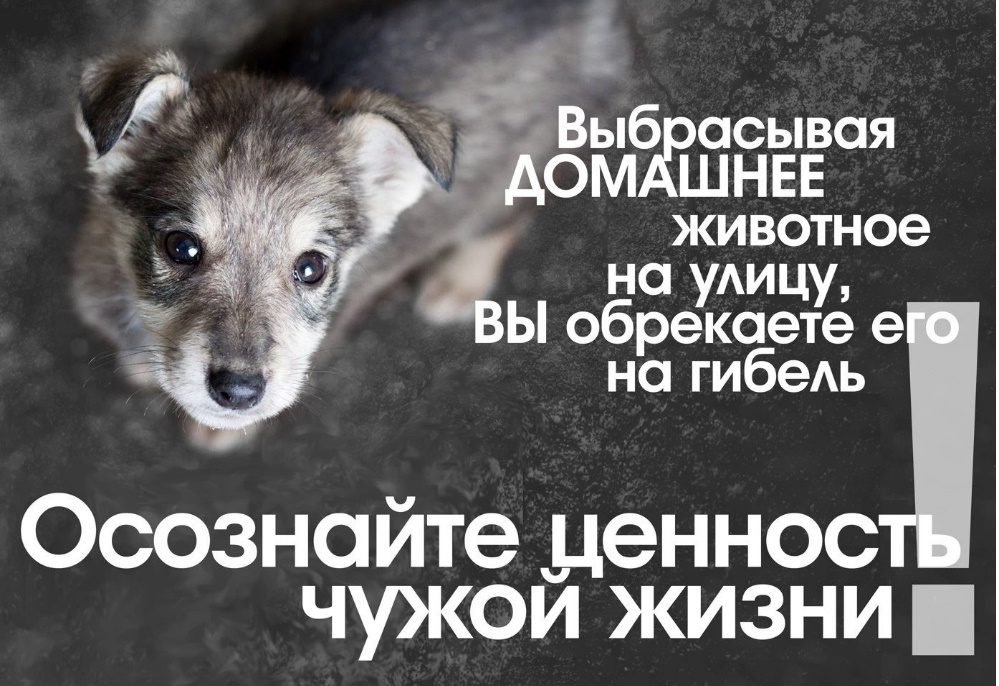 Выбрасывая
ДОМАШНЕЕ
животное
на улицу,
ВЫ обрекаете его
на гибель
Осознайте ценность
чужой жизни!